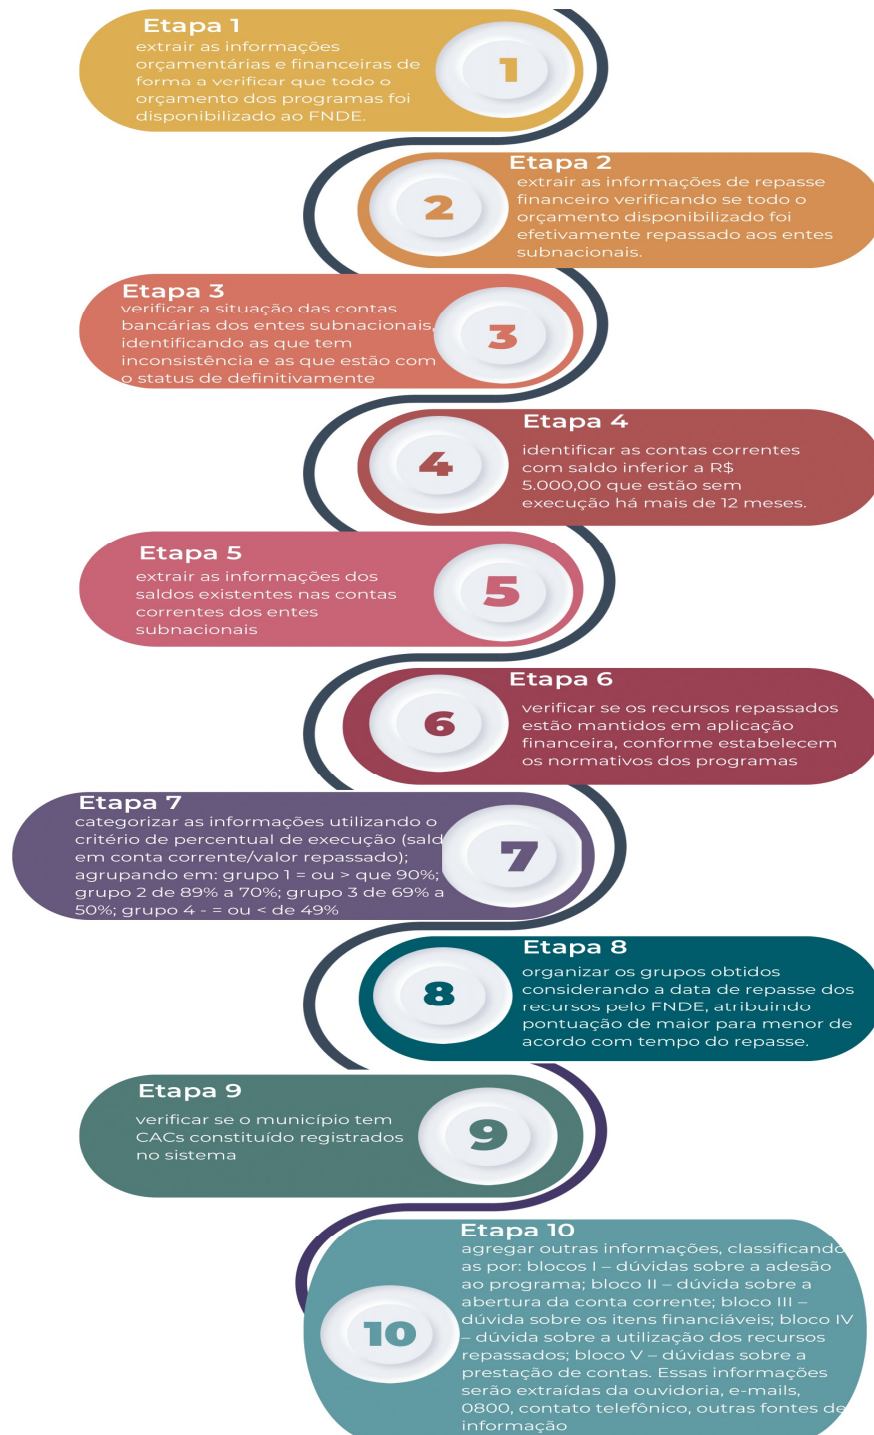 Etapa 1
extrair as informações
orçamentárias e financeiras de
forma a verificar que todo o
orçamento dos programas foi
disponibilizado ao FNDE.
1
Etapa 2
extrair as informações de repasse
financeiro verificando se todo o
orçamento disponibilizado foi
efetivamente repassado aos entes
subnacionais.
2
Etapa 3
verificar a situação das contas
bancárias dos entes subnacionais,
identificando as que tem
inconsistência e as que estão com
o status de definitivamente
3
Etapa 4
identificar as contas correntes
com saldo inferior a R$
5.000,00 que estão sem
execução há mais de 12 meses.
4
Etapa 5
extrair as informações dos
saldos existentes nas contas
correntes dos entes
subnacionais
5
Etapa 6
verificar se os recursos repassados
estão mantidos em aplicação
financeira, conforme estabelecem
os normativos dos programas
6
Etapa 7
categorizar as informações utilizando o
critério de percentual de execução (sald
em conta corrente/valor repassado);
agrupando em: grupo 1 = ou > que 90%;
grupo 2 de 89% a 70%; grupo 3 de 69% a
50%; grupo 4 - = ou < de 49%
7
Etapa 8
organizar os grupos obtidos
considerando a data de repasse dos
recursos pelo FNDE, atribuindo
pontuação de maior para menor de
acordo com tempo do repasse.
8
Etapa 9
verificar se o município tem
CACs constituído registrados
no sistema
9
Etapa 10
agregar outras informações, classificando
as por: blocos I – dúvidas sobre a adesão
ao programa; bloco II – dúvida sobre a
abertura da conta corrente; bloco III –
dúvida sobre os itens financiáveis; bloco IV
– dúvida sobre a utilização dos recursos
repassados; bloco V – dúvidas sobre a
prestação de contas. Essas informações
serão extraídas da ouvidoria, e-mails,
0800, contato telefônico, outras fontes de
informação
10